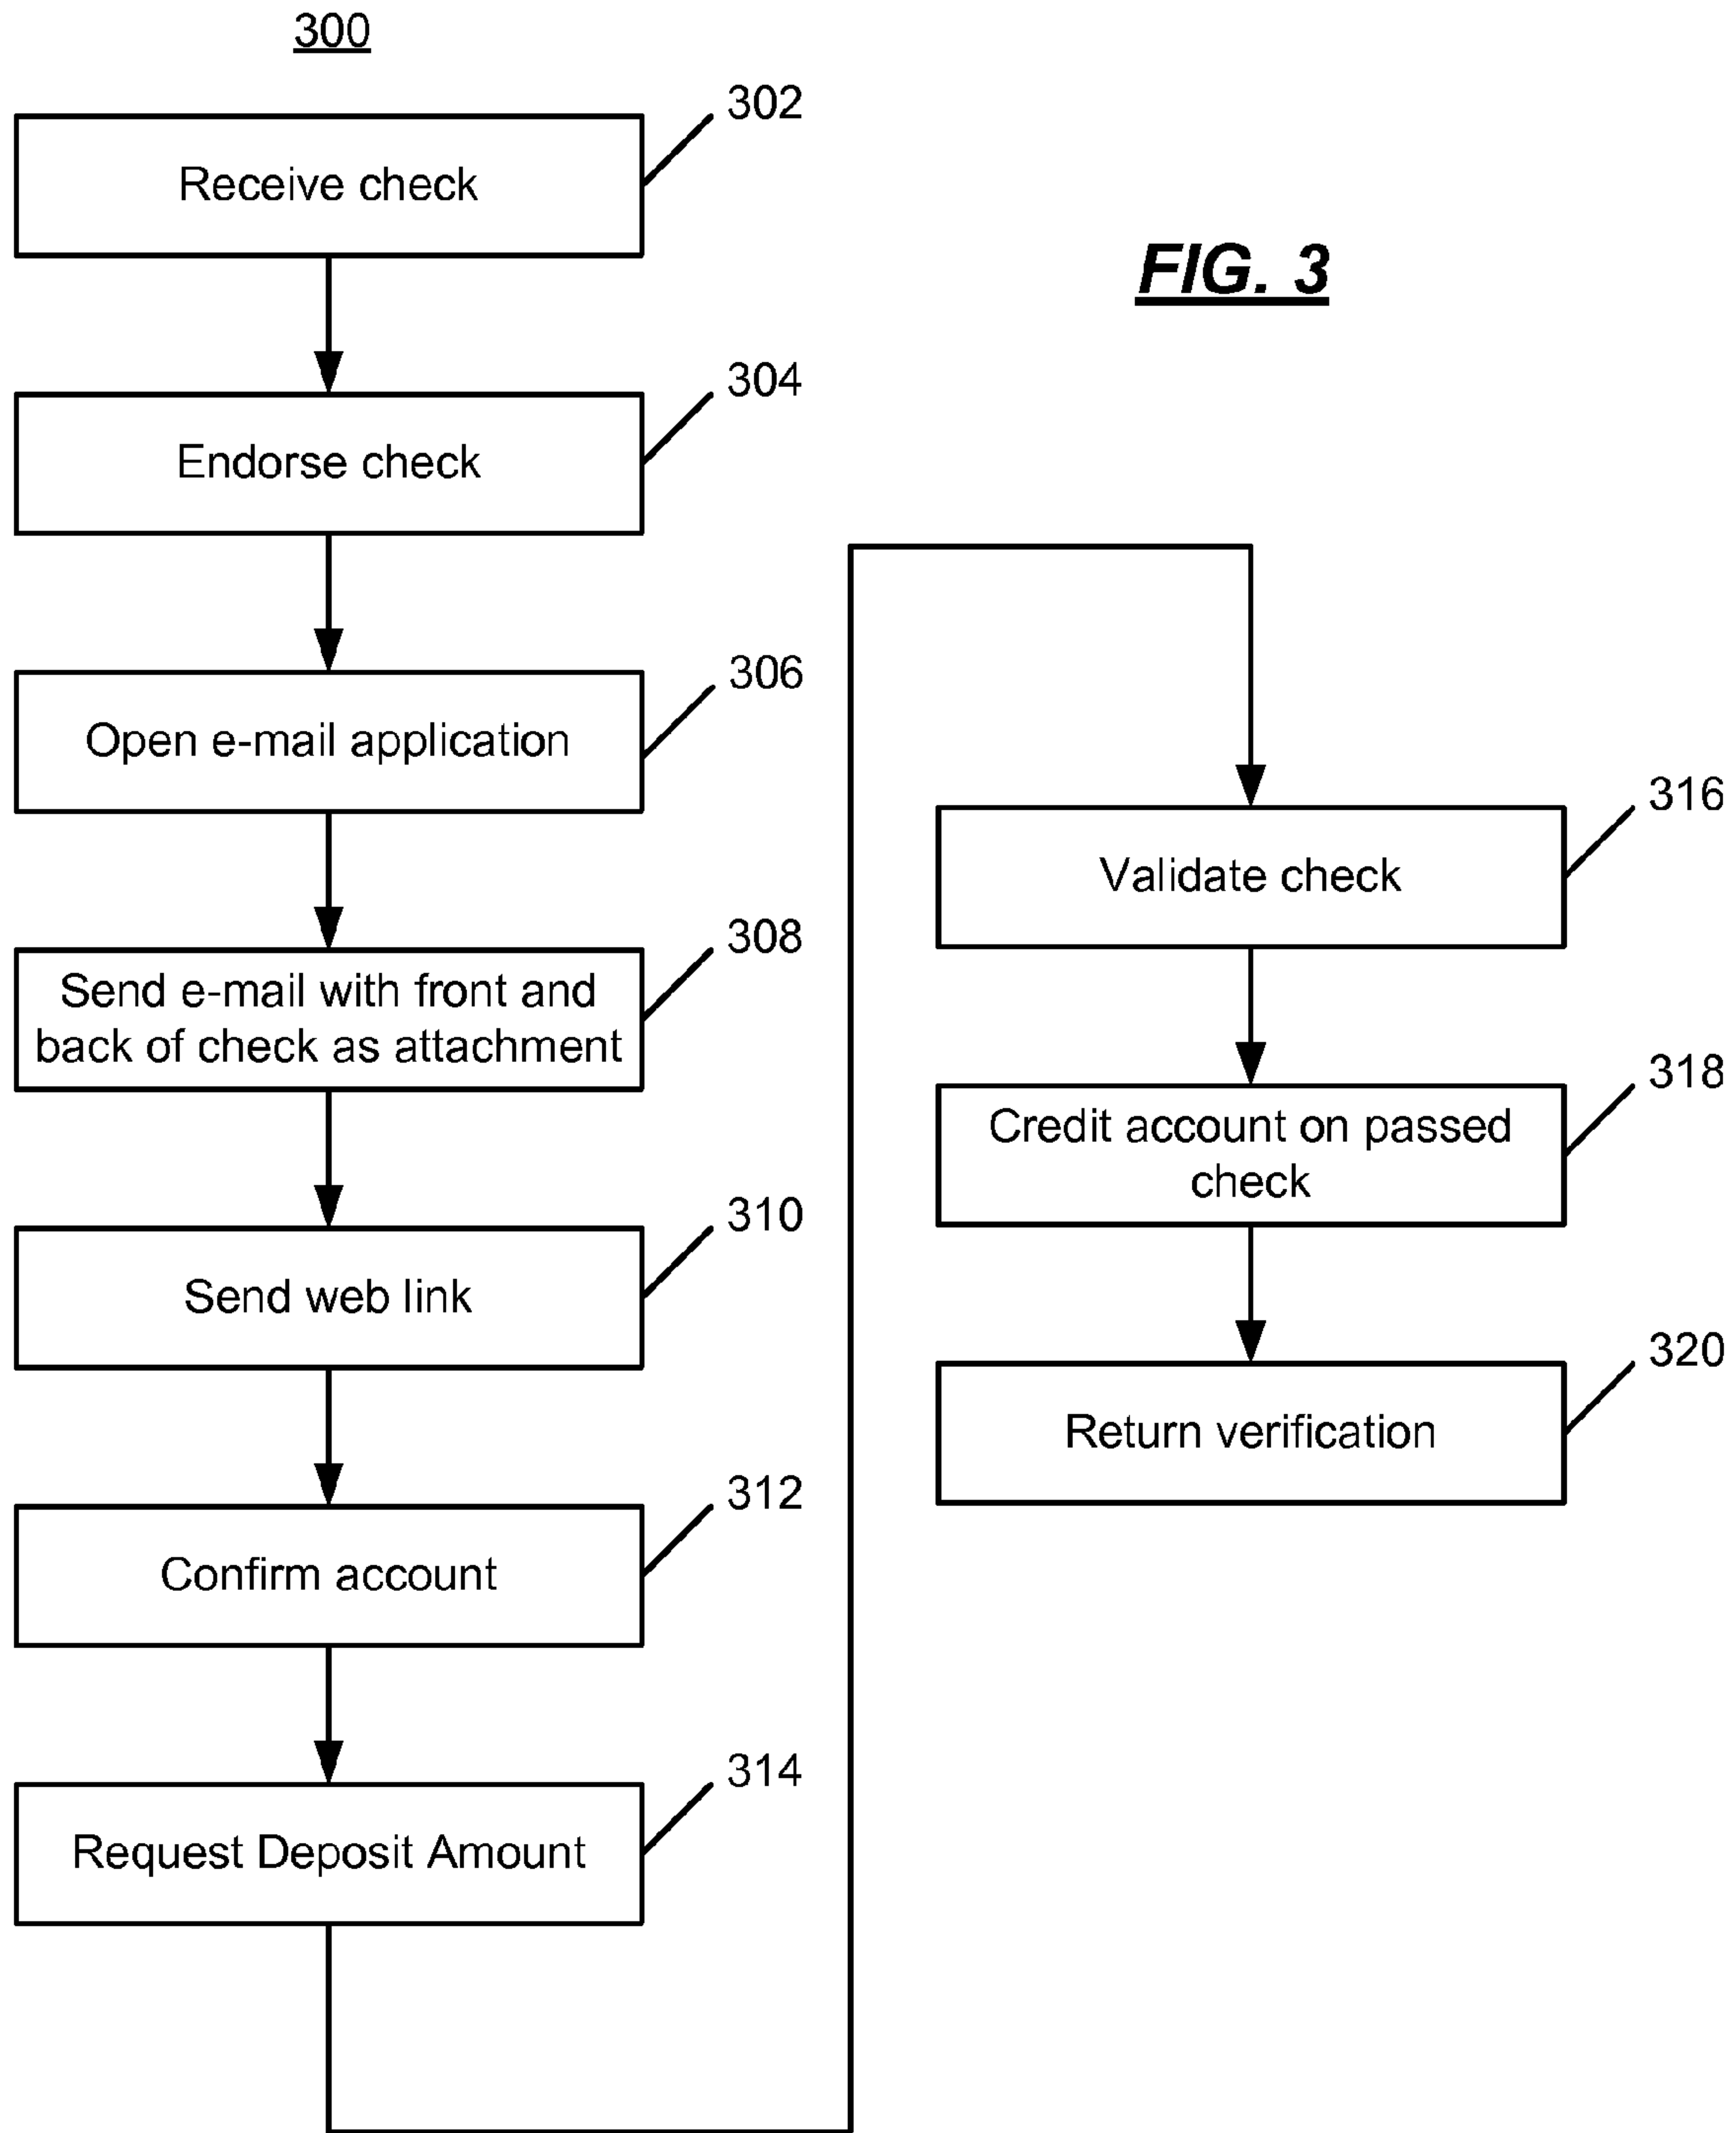 300
302
Receive check
FIG. 3
304
Endorse check
306
Open e-mail application
308
Send e-mail with front and
back of check as attachment
310
Send web link
312
Confirm account
314
Request Deposit Amount
316
Validate check
318
Credit account on passed
check
320
Return verification